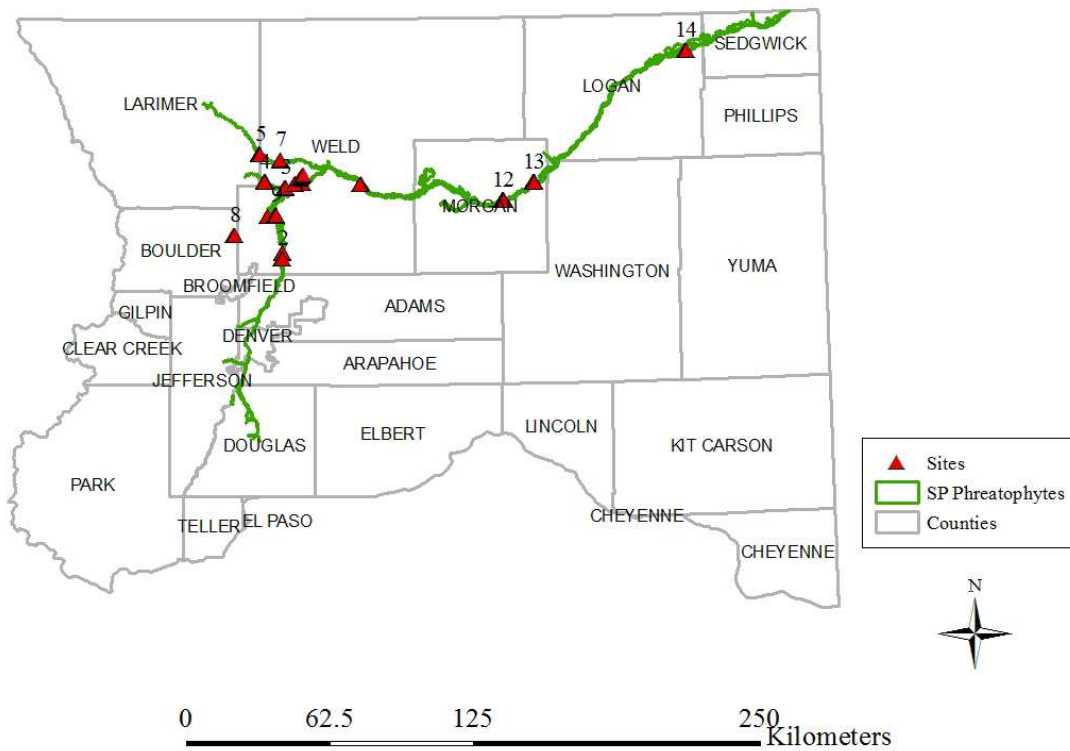 14
SEDGWICK
LOGAN
LARIMER
PHILLIPS
5 7
WELD
13
12
MORGAN
8
2
BOULDER
WASHINGTON
YUMA
BROOMFIELD
GILPIN
ADAMS
DENVER
CLEAR CREEK
ARAPAHOE
JEFFERSON
LINCOLN
ELBERT
DOUGLAS
KIT CARSON
PARK
Sites
SP Phreatophytes
Counties
TELLER
EL PASO
CHEYENNE
CHEYENNE
N
0 62.5 125 250
Kilometers